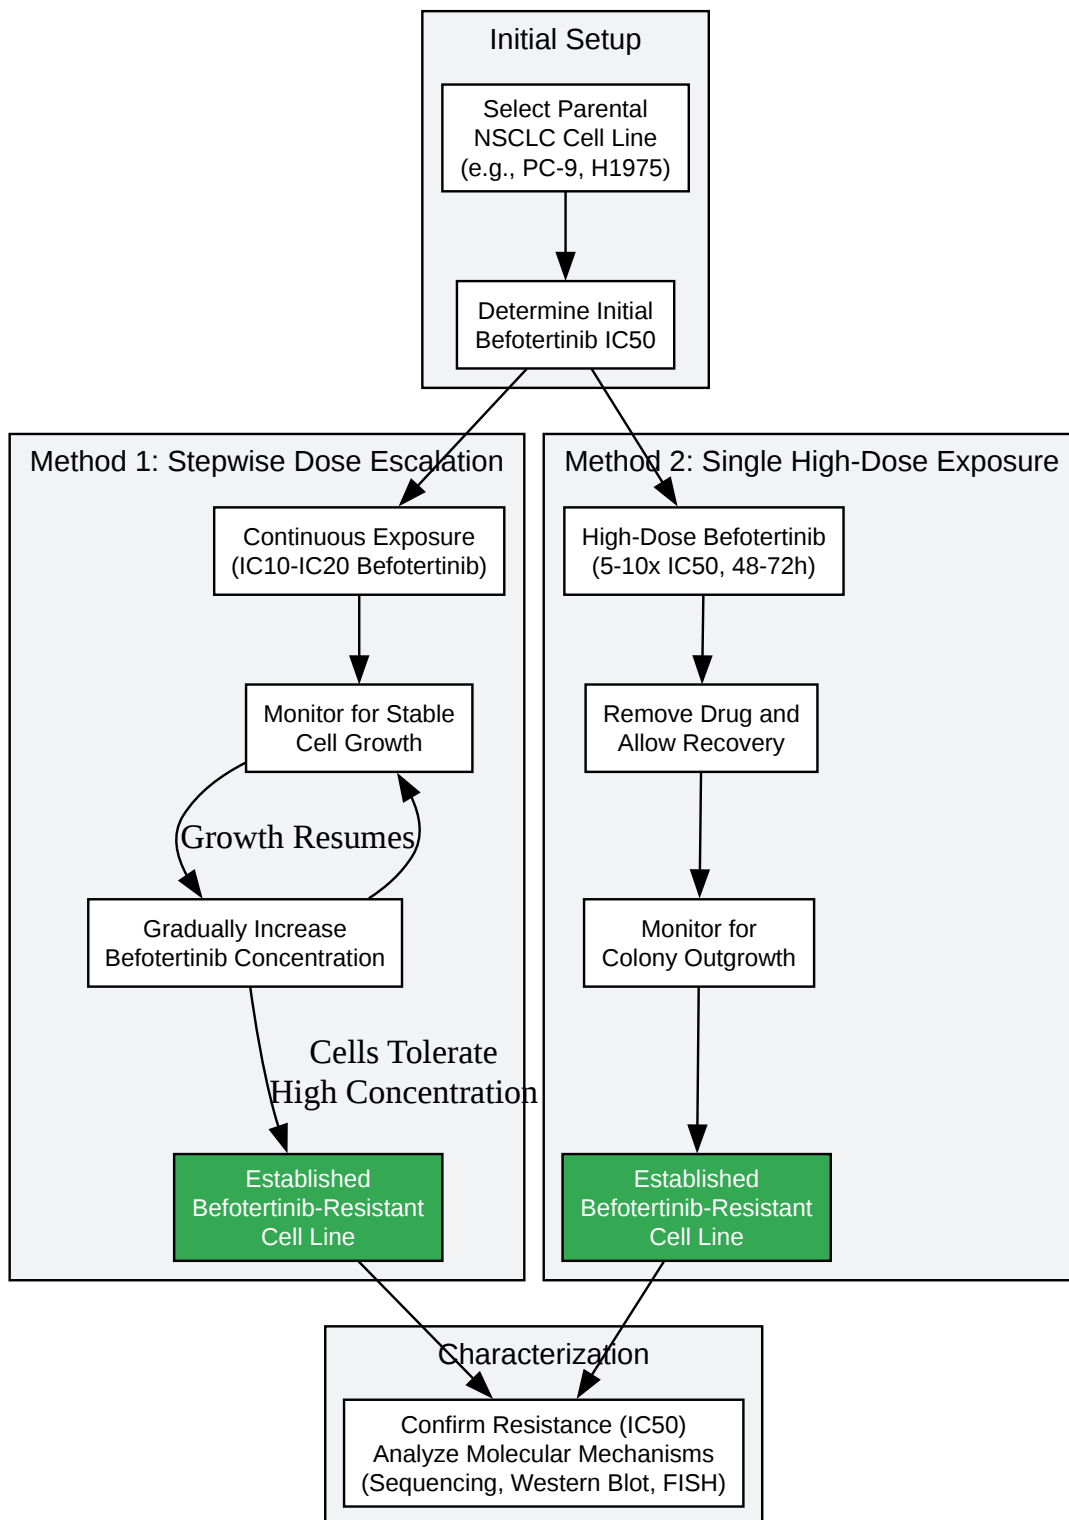 Initial Setup
Select Parental
NSCLC Cell Line
(e.g., PC-9, H1975)
Determine Initial
Befotertinib IC50
Method 1: Stepwise Dose Escalation
Continuous Exposure
(IC10-IC20 Befotertinib)
Monitor for Stable
Cell Growth
Growth Resumes
Gradually Increase
Befotertinib Concentration
Cells Tolerate
High Concentration
Established
Befotertinib-Resistant
Cell Line
Method 2: Single High-Dose Exposure
High-Dose Befotertinib
(5-10x IC50, 48-72h)
Remove Drug and
Allow Recovery
Monitor for
Colony Outgrowth
Established
Befotertinib-Resistant
Cell Line
Characterization
Confirm Resistance (IC50)
Analyze Molecular Mechanisms
(Sequencing, Western Blot, FISH)